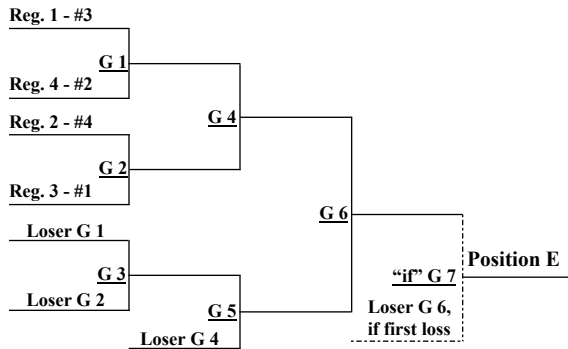 Reg. 1 - #3
G 1
Reg. 4 - #2
G 4
Reg. 2 - #4
G 2
Reg. 3 - #1
G 6
Loser G 1
G 3
Loser G 2
G 5
Loser G 4
Position E
“if” G 7
Loser G 6,
if first loss